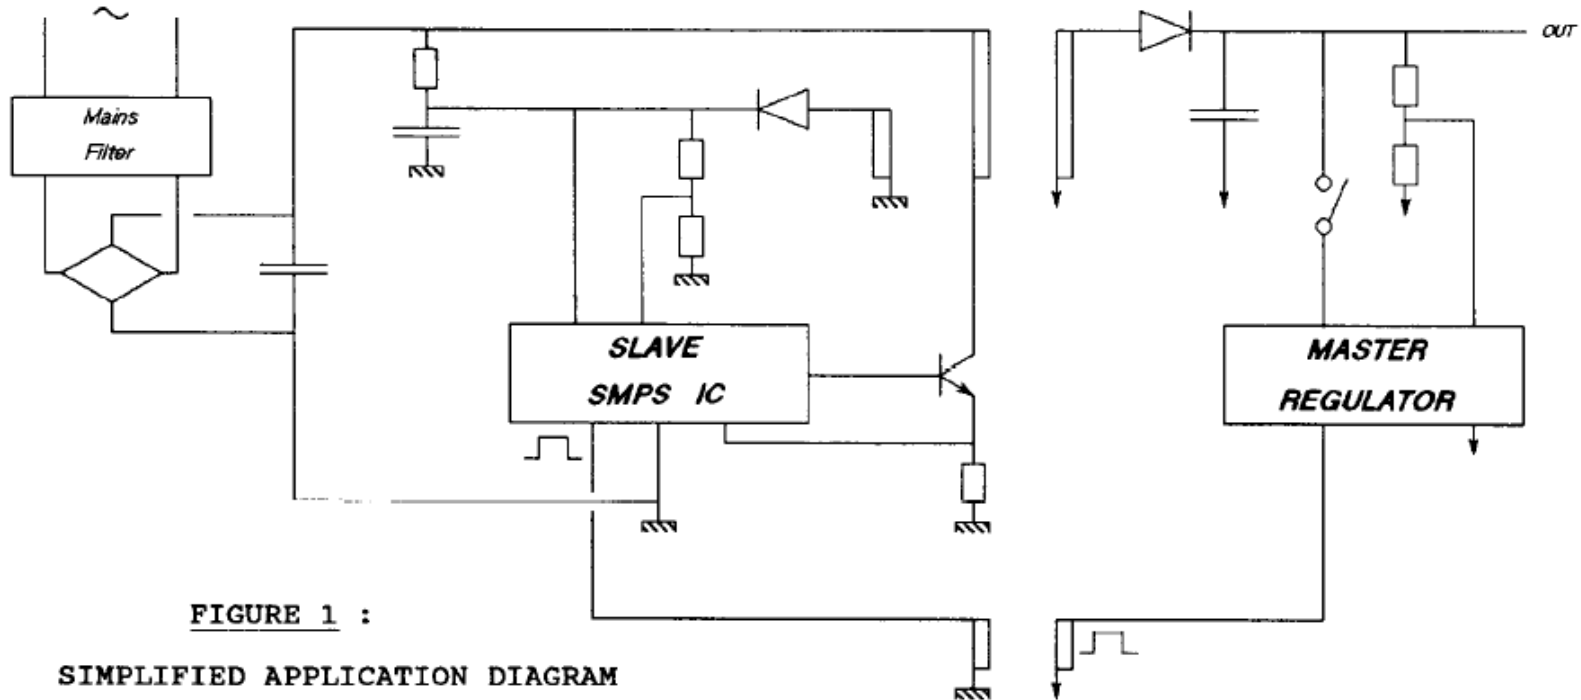 OUT
Mains
Filter
SLAVE
SMPS IC
MASTER
REGULATOR
FIGURE 1 :
SIMPLIFIED APPLICATION DIAGRAM